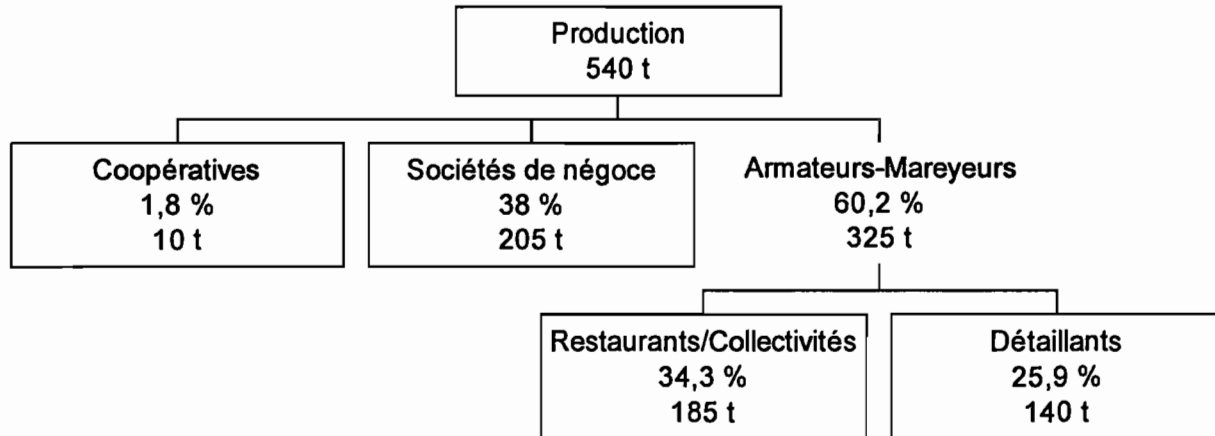 Production
540 t
Coopératives
1,8 %
10 t
Sociétés de négoce
38 %
205 t
Armateurs-Mareyeurs
60,2 %
325 t
Restaurants/Collectivités
34,3 %
185 t
Détaillants
25,9 %
140 t